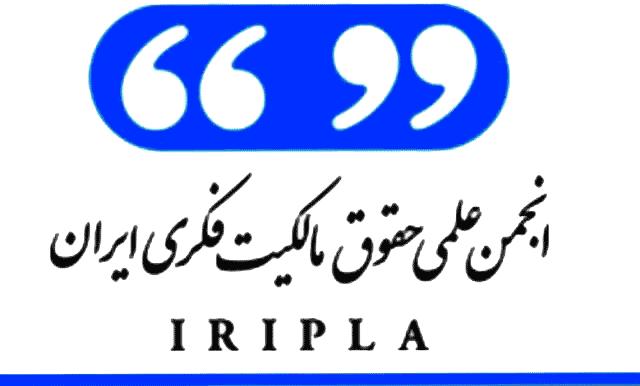 “ ”
انجمن علمی حقوق مالکیت فکری ایران
IRIPLA